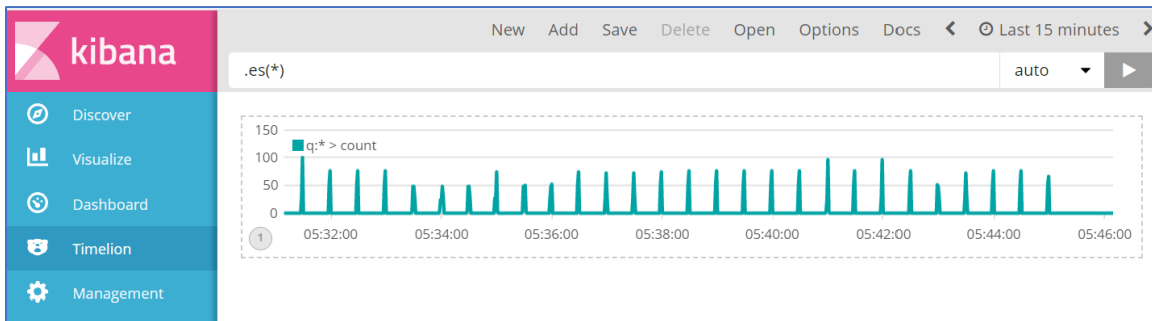 kibana
New Add Save Delete Open Options Docs Last 15 minutes
.es(*) auto
Discover
Visualize
Dashboard
Timelion
Management
150
100
50
0
q:* > count
1
05:32:00 05:34:00 05:36:00 05:38:00 05:40:00 05:42:00 05:44:00 05:46:00